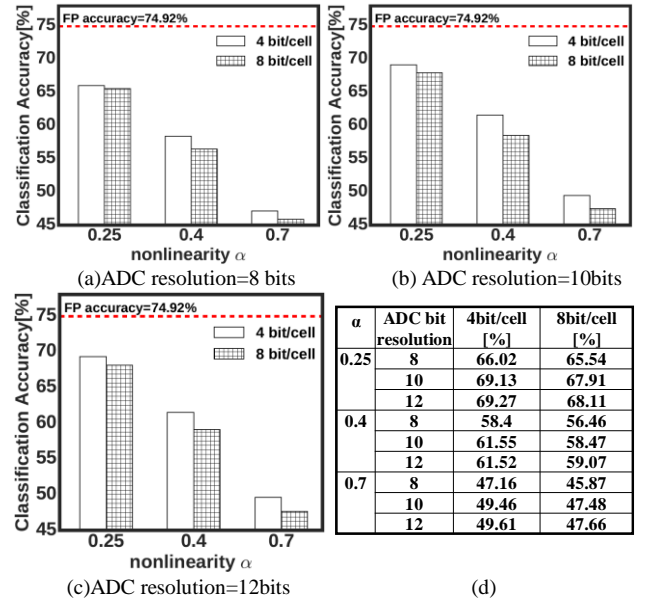 FP accuracy=74.92%
4 bit/cell
8 bit/cell
Classification Accuracy[%]
75
70
65
60
55
50
45
0.25 0.4 0.7
nonlinearity α
(a)ADC resolution=8 bits
FP accuracy=74.92%
4 bit/cell
8 bit/cell
Classification Accuracy[%]
75
70
65
60
55
50
45
0.25 0.4 0.7
nonlinearity α
(b) ADC resolution=10bits
FP accuracy=74.92%
4 bit/cell
8 bit/cell
Classification Accuracy[%]
75
70
65
60
55
50
45
0.25 0.4 0.7
nonlinearity α
(c)ADC resolution=12bits
α ADC bit 4bit/cell 8bit/cell
resolution [%] [%]
0.25 8 66.02 65.54
10 69.13 67.91
12 69.27 68.11
0.4 8 58.4 56.46
10 61.55 58.47
12 61.52 59.07
0.7 8 47.16 45.87
10 49.46 47.48
12 49.61 47.66
(d)